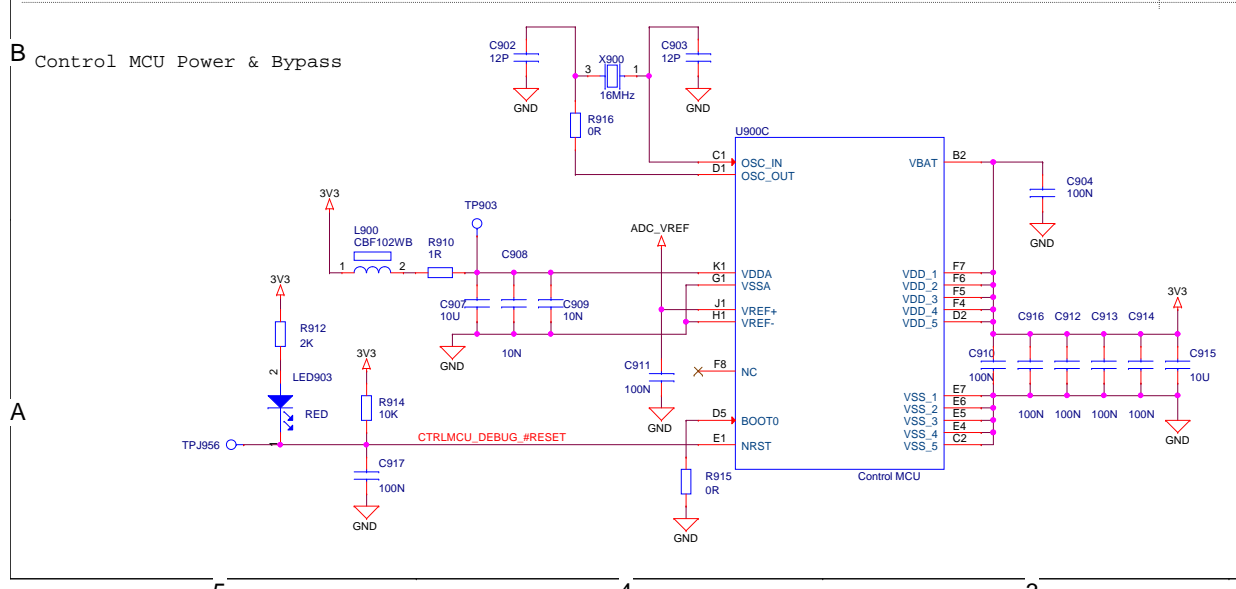 B
Control MCU Power & Bypass
C902
12P
GND
X900
3
1
16MHz
C903
12P
GND
R916
0R
U900C
C1
OSC_IN
D1
OSC_OUT
VBAT
B2
C904
100N
GND
3V3
L900
CBF102WB
1
2
R910
1R
TP903
C908
ADC_VREF
K1
VDDA
G1
VSSA
J1
VREF+
H1
VREF-
F8
NC
D5
BOOT0
E1
NRST
VDD_1
F7
VDD_2
F6
VDD_3
F5
VDD_4
F4
VDD_5
D2
VSS_1
E7
VSS_2
E6
VSS_3
E5
VSS_4
E4
VSS_5
C2
Control MCU
C907
10U
C909
10N
10N
GND
C911
100N
GND
3V3
R912
2K
2
LED903
RED
1
3V3
R914
10K
A
TPJ956
CTRLMCU_DEBUG_#RESET
C917
100N
GND
R915
0R
GND
3V3
C910
100N
C916
C912
C913
C914
C915
10U
100N
100N
100N
100N
GND
5
4
3